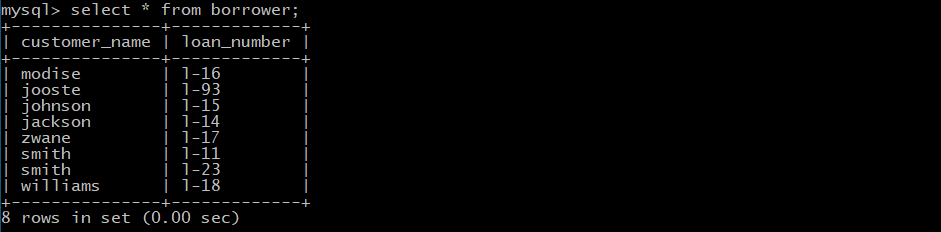 mysql> select * from borrower;
+---------------+-------------+
| customer_name | loan_number |
+---------------+-------------+
| modise        | l-16        |
| jooste        | l-93        |
| johnson       | l-15        |
| jackson       | l-14        |
| zwane         | l-17        |
| smith         | l-11        |
| smith         | l-23        |
| williams      | l-18        |
+---------------+-------------+
8 rows in set (0.00 sec)